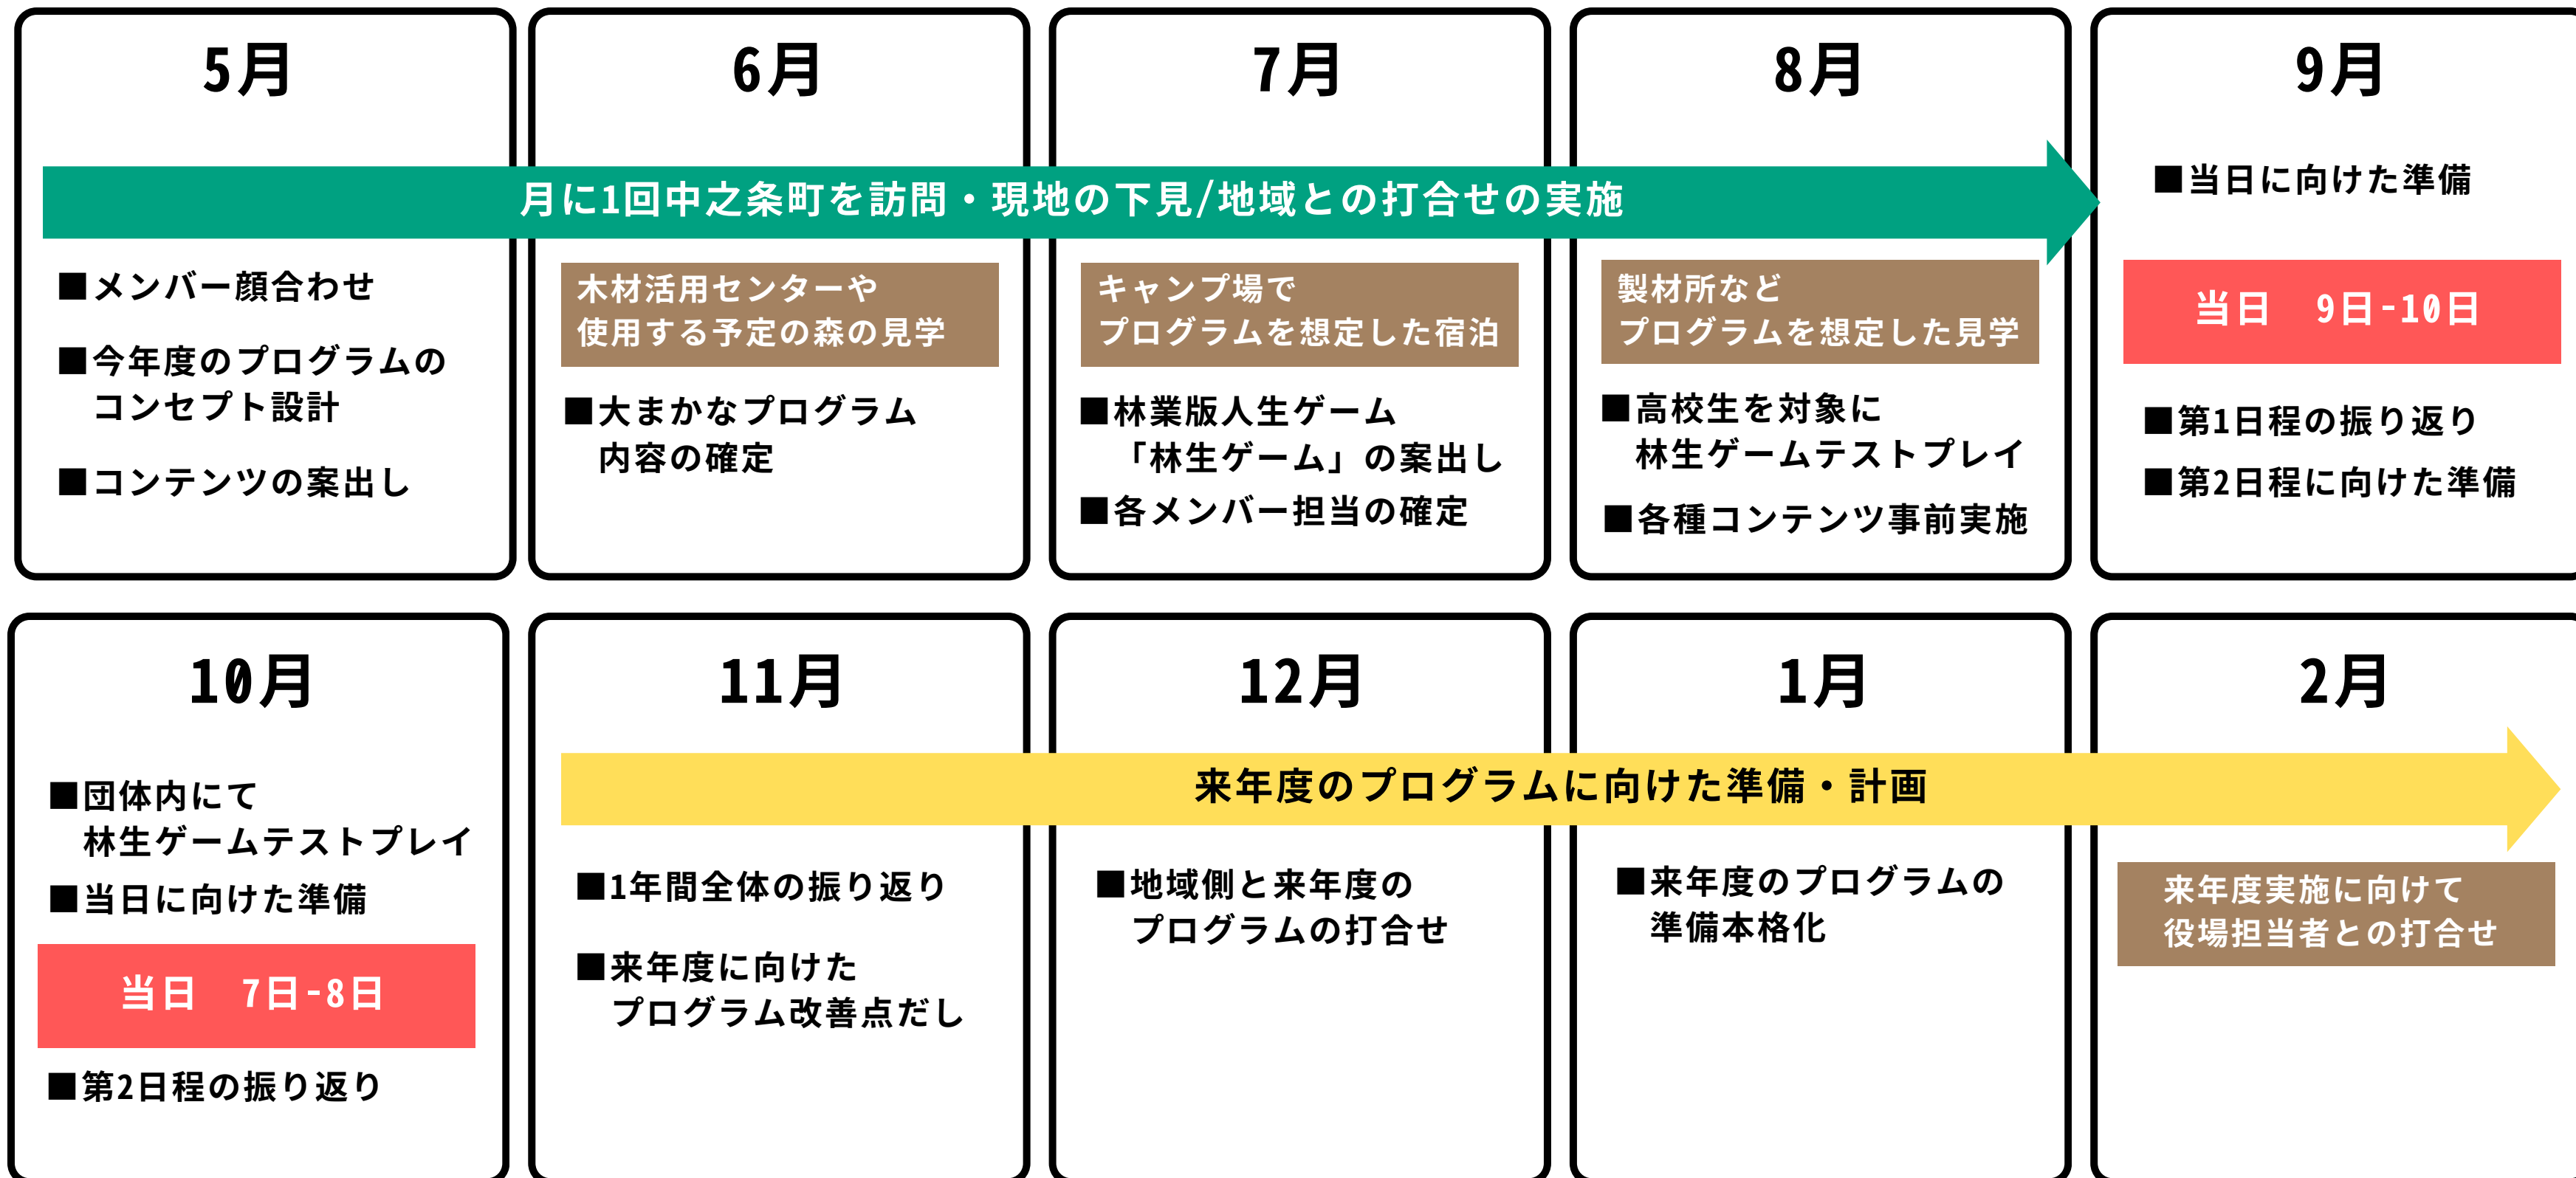 5月
6月
7月
8月
9月
月に1回中之条町を訪問・現地の下見/地域との打合せの実施
■メンバー顔合わせ
■今年度のプログラムの
コンセプト設計
■コンテンツの案出し
木材活用センターや
使用する予定の森の見学
■大まかなプログラム
内容の確定
キャンプ場で
プログラムを想定した宿泊
■林業版人生ゲーム
「林生ゲーム」の案出し
■各メンバー担当の確定
製材所など
プログラムを想定した見学
■高校生を対象に
林生ゲームテストプレイ
■各種コンテンツ事前実施
■当日に向けた準備
当日　9日-10日
■第1日程の振り返り
■第2日程に向けた準備
10月
11月
12月
1月
2月
■団体内にて
林生ゲームテストプレイ
■当日に向けた準備
当日　7日-8日
■第2日程の振り返り
来年度のプログラムに向けた準備・計画
■1年間全体の振り返り
■来年度に向けた
プログラム改善点だし
■地域側と来年度の
プログラムの打合せ
■来年度のプログラムの
準備本格化
来年度実施に向けて
役場担当者との打合せ